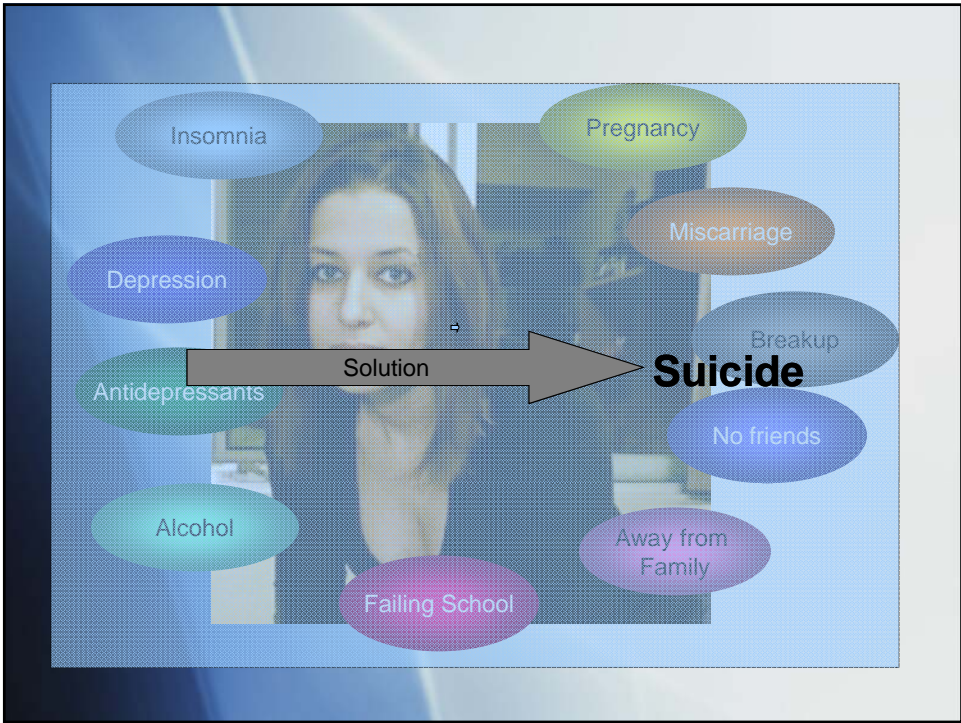 Insomnia
Pregnancy
Miscarriage
Depression
Breakup
Solution
Suicide
Antidepressants
No friends
Alcohol
Away from
Family
Failing School